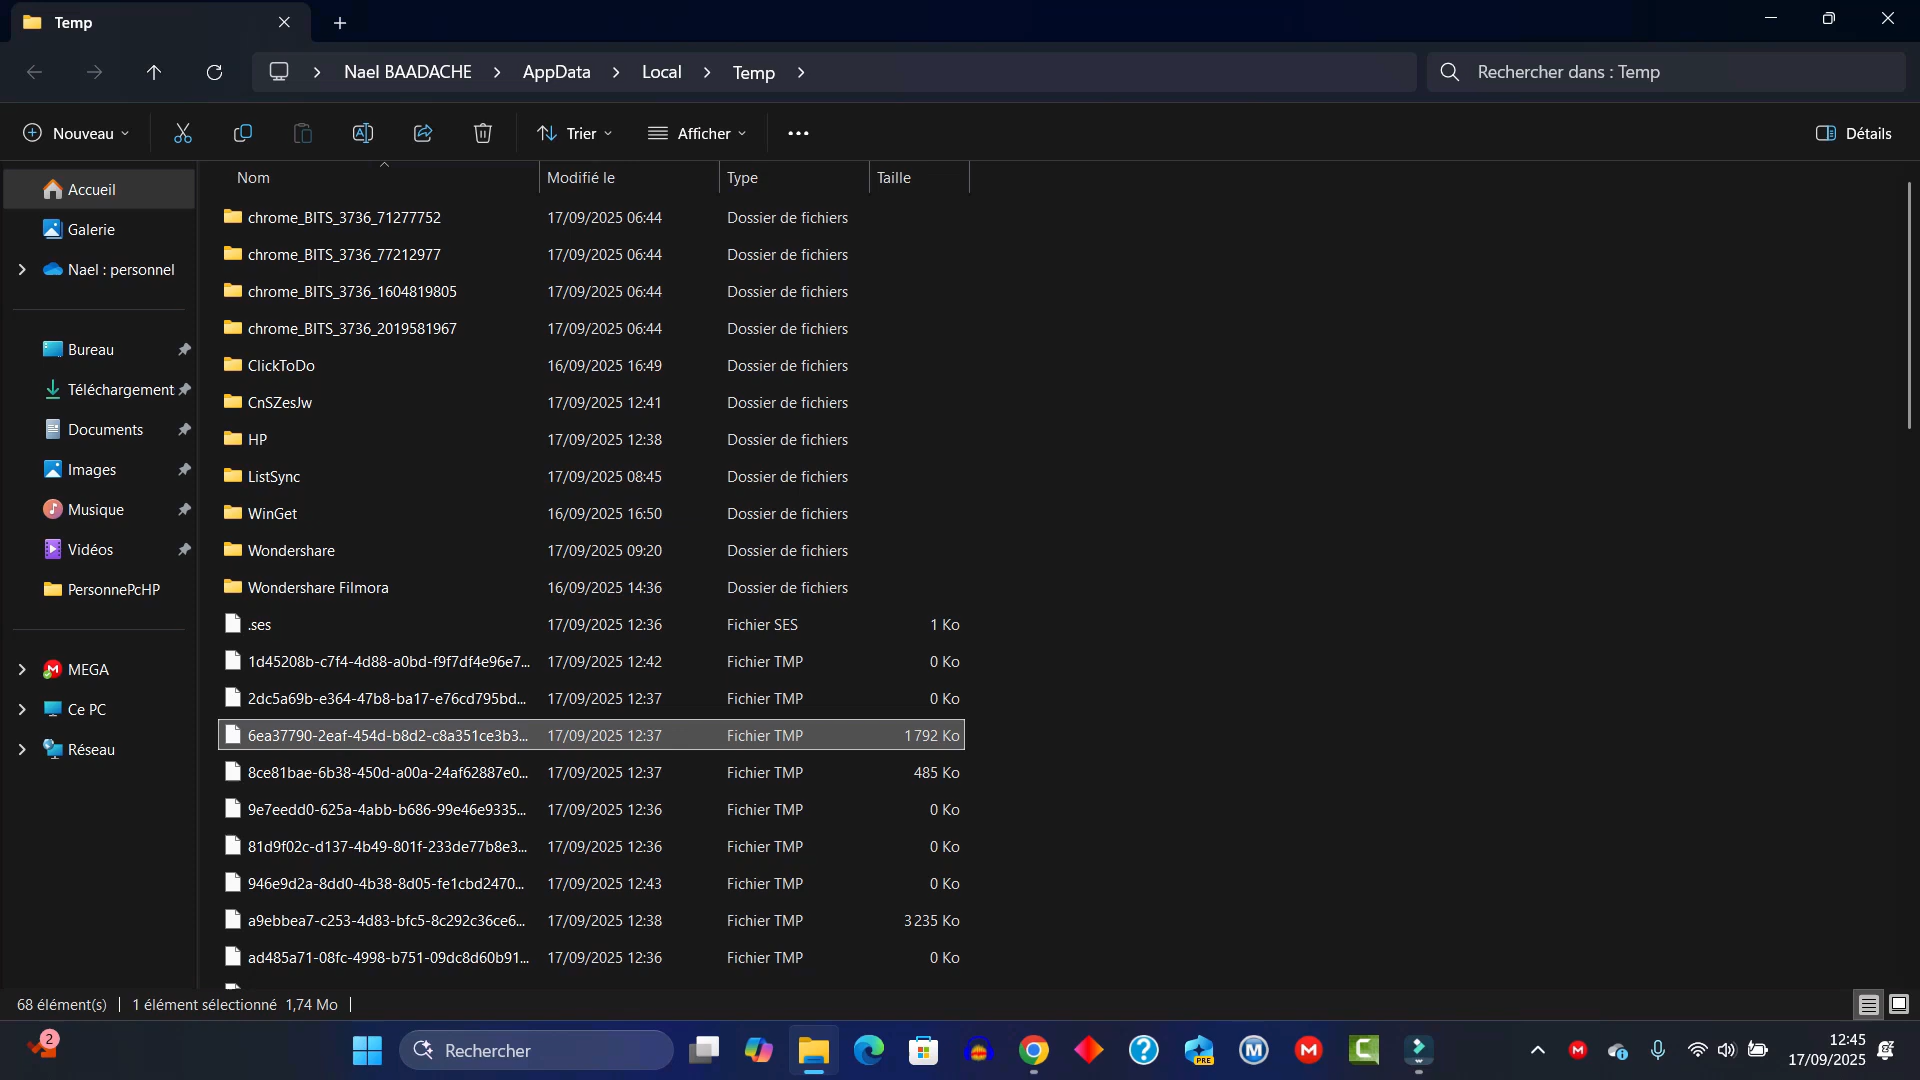 Temp
Nael BAADACHE
AppData
Local
Temp
Rechercher dans : Temp
Nouveau
Trier
Afficher
Détails
Nom Modifié le Type Taille
Accueil
Galerie
Nael : personnel
Bureau
Téléchargement
Documents
Images
Musique
Vidéos
PersonnePcHP
MEGA
Ce PC
Réseau
chrome_BITS_3736_71277752 17/09/2025 06:44 Dossier de fichiers
chrome_BITS_3736_77212977 17/09/2025 06:44 Dossier de fichiers
chrome_BITS_3736_1604819805 17/09/2025 06:44 Dossier de fichiers
chrome_BITS_3736_2019581967 17/09/2025 06:44 Dossier de fichiers
ClickToDo 16/09/2025 16:49 Dossier de fichiers
CnSZesJw 17/09/2025 12:41 Dossier de fichiers
HP 17/09/2025 12:38 Dossier de fichiers
ListSync 17/09/2025 08:45 Dossier de fichiers
WinGet 16/09/2025 16:50 Dossier de fichiers
Wondershare 17/09/2025 09:20 Dossier de fichiers
Wondershare Filmora 16/09/2025 14:36 Dossier de fichiers
.ses 17/09/2025 12:36 Fichier SES 1 Ko
1d45208b-c7f4-4d88-a0bd-f9f7df4e96e7... 17/09/2025 12:42 Fichier TMP 0 Ko
2dc5a69b-e364-47b8-ba17-e76cd795bd... 17/09/2025 12:37 Fichier TMP 0 Ko
6ea37790-2eaf-454d-b8d2-c8a351ce3b3... 17/09/2025 12:37 Fichier TMP 1 792 Ko
8ce81bae-6b38-450d-a00a-24af62887e0... 17/09/2025 12:37 Fichier TMP 485 Ko
9e7eedd0-625a-4abb-b686-99e46e9335... 17/09/2025 12:36 Fichier TMP 0 Ko
81d9f02c-d137-4b49-801f-233de77b8e3... 17/09/2025 12:36 Fichier TMP 0 Ko
946e9d2a-8dd0-4b38-8d05-fe1cbd2470... 17/09/2025 12:43 Fichier TMP 0 Ko
a9ebbea7-c253-4d83-bfc5-8c292c36ce6... 17/09/2025 12:38 Fichier TMP 3 235 Ko
ad485a71-08fc-4998-b751-09dc8d60b91... 17/09/2025 12:36 Fichier TMP 0 Ko
68 élément(s) 1 élément sélectionné 1,74 Mo
2
Rechercher
PRE
12:45
17/09/2025